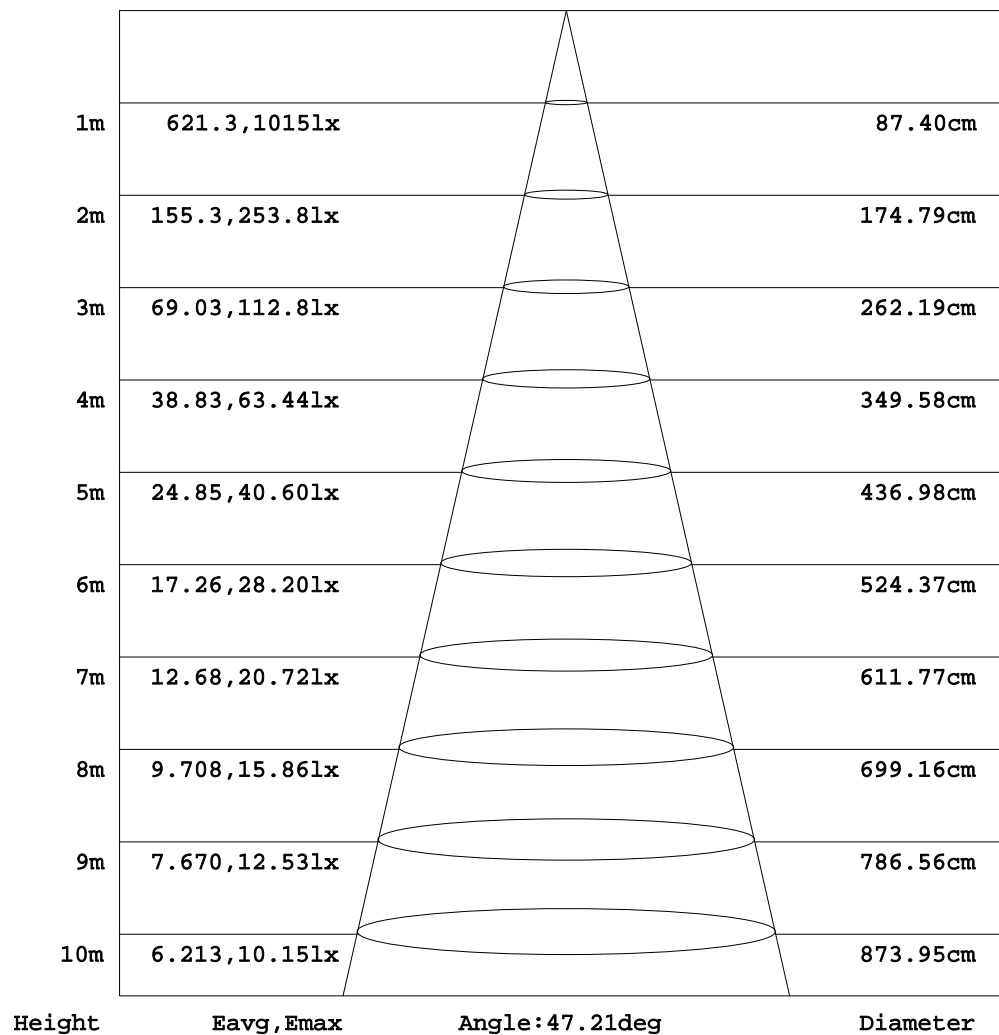 1m 621.3,1015lx 87.40cm
2m 155.3,253.8lx 174.79cm
3m 69.03,112.8lx 262.19cm
4m 38.83,63.44lx 349.58cm
5m 24.85,40.60lx 436.98cm
6m 17.26,28.20lx 524.37cm
7m 12.68,20.72lx 611.77cm
8m 9.708,15.86lx 699.16cm
9m 7.670,12.53lx 786.56cm
10m 6.213,10.15lx 873.95cm
Height Eavg,Emax Angle:47.21deg Diameter